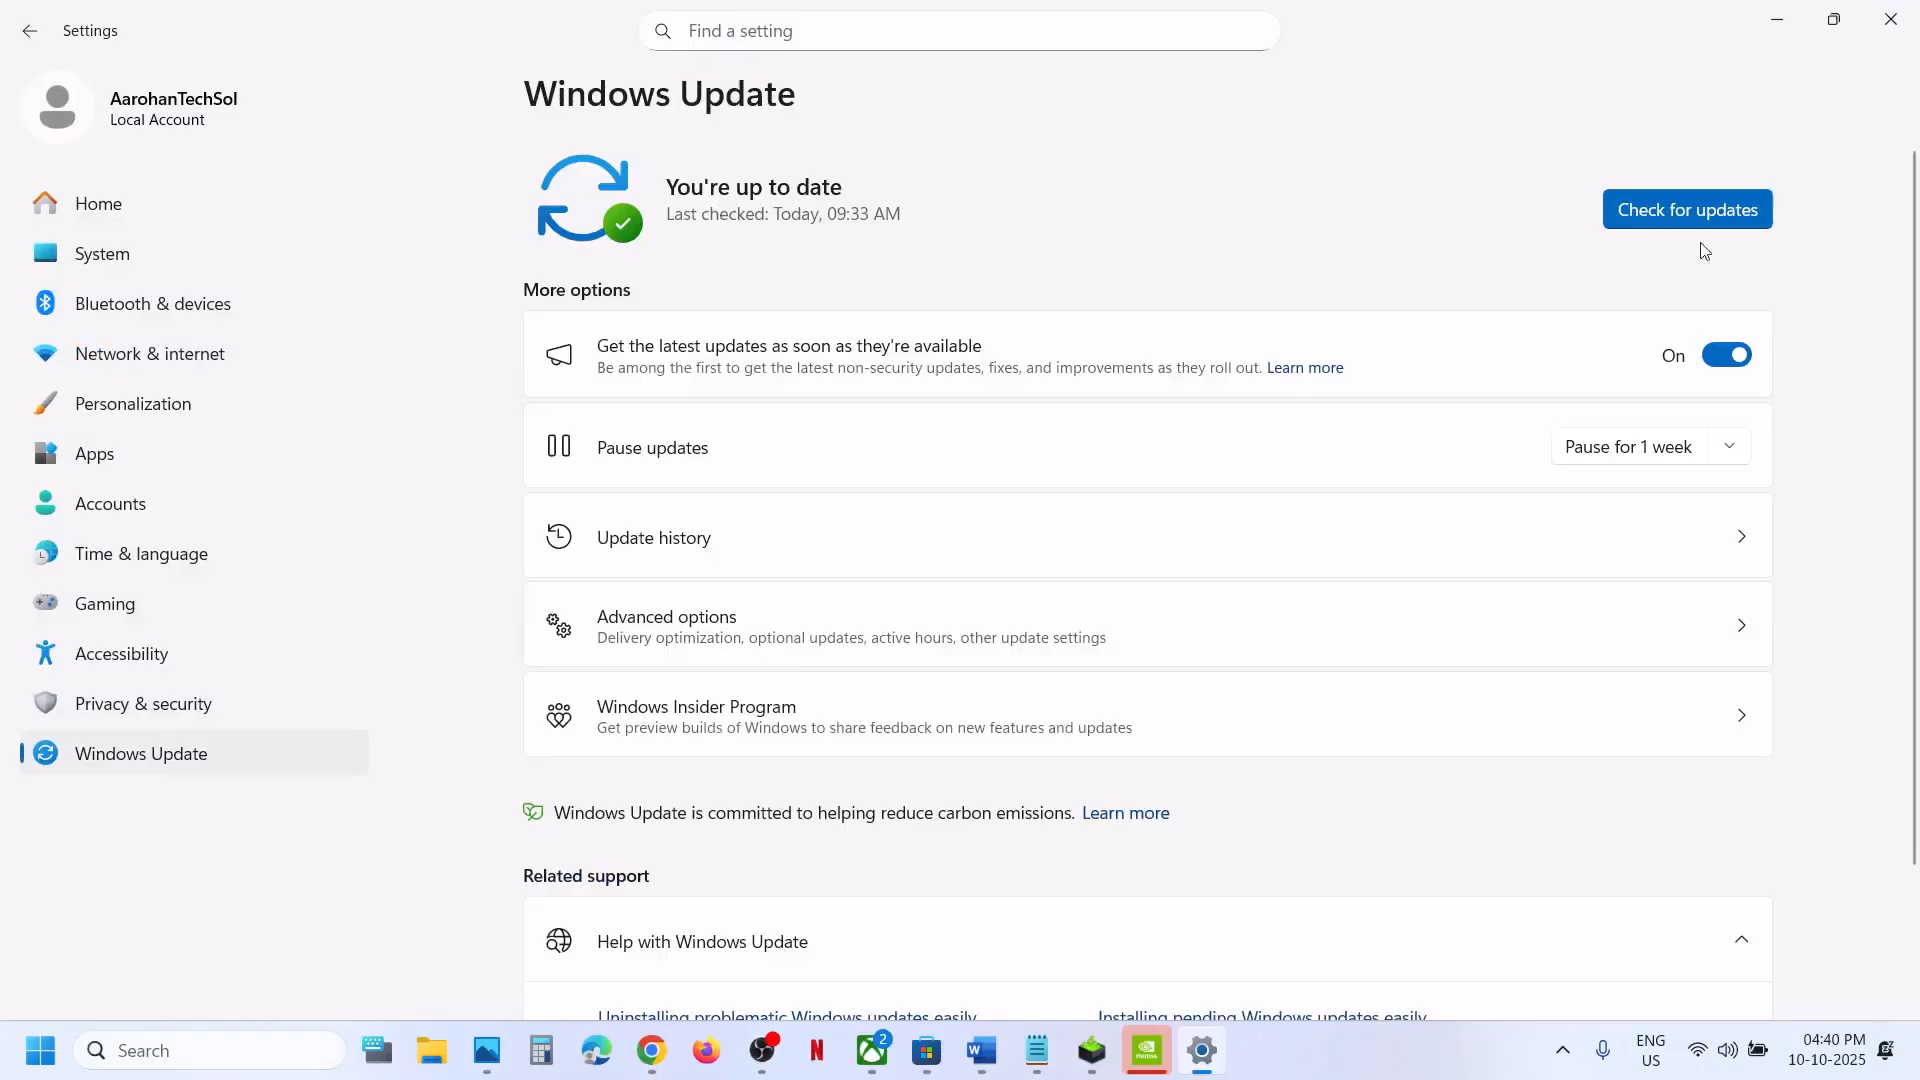 Settings
Find a setting
AarohanTechSol
Local Account
Home
System
Bluetooth & devices
Network & internet
Personalization
Apps
Accounts
Time & language
Gaming
Accessibility
Privacy & security
Windows Update
Windows Update
You're up to date
Last checked: Today, 09:33 AM
Check for updates
More options
Get the latest updates as soon as they're available
Be among the first to get the latest non-security updates, fixes, and improvements as they roll out. Learn more
On
Pause updates
Pause for 1 week
Update history
Advanced options
Delivery optimization, optional updates, active hours, other update settings
Windows Insider Program
Get preview builds of Windows to share feedback on new features and updates
Windows Update is committed to helping reduce carbon emissions. Learn more
Related support
Help with Windows Update
Uninstalling problematic Windows updates easily
Installing pending Windows updates easily
Search
2
NVIDIA
ENG
US
04:40 PM
10-10-2025